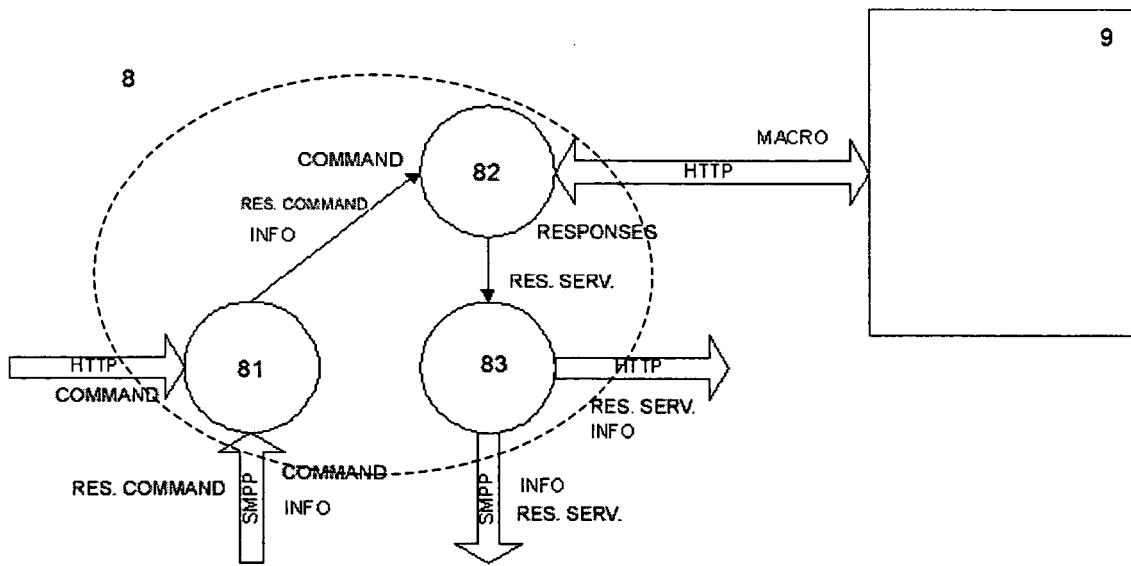 9
8
MACRO
COMMAND
82
HTTP
RES. COMMAND
INFO
RESPONSES
RES. SERV.
HTTP
81
83
HTTP
COMMAND
RES. SERV.
INFO
RES. COMMAND
SMPP
COMMAND
INFO
SMPP
INFO
RES. SERV.